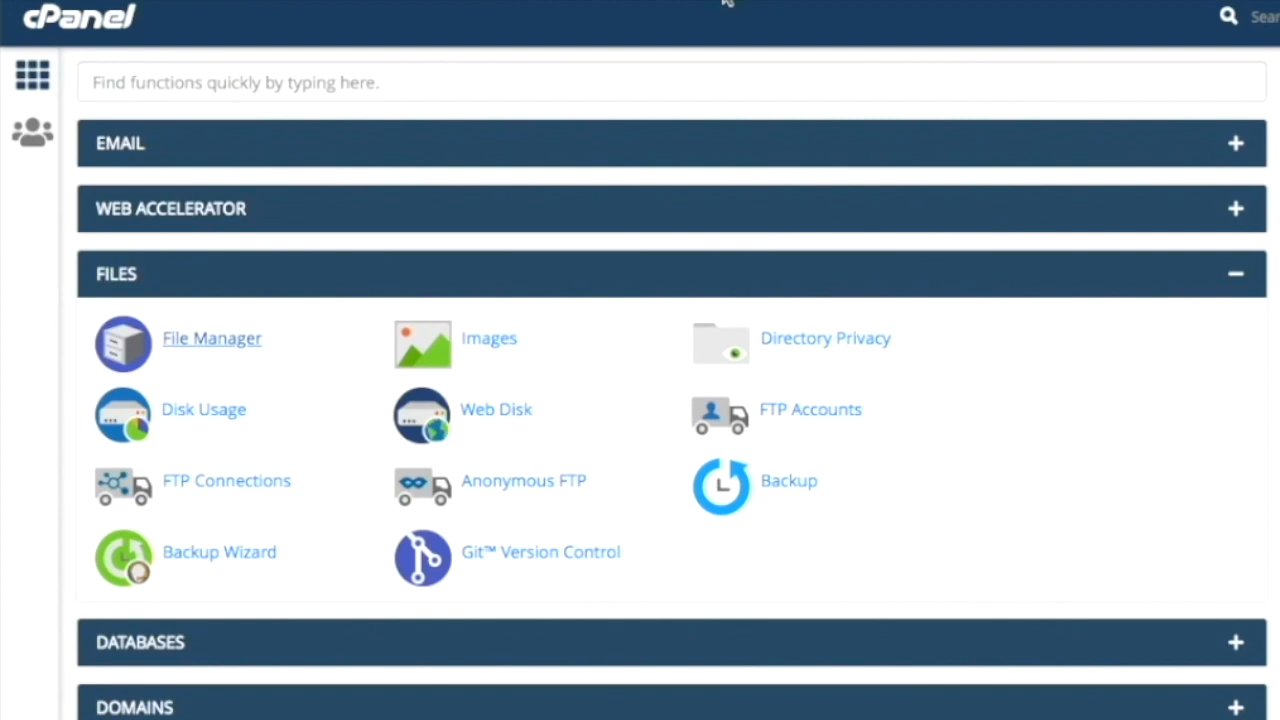 cPanel
Sear
Find functions quickly by typing here.
EMAIL
WEB ACCELERATOR
FILES
File Manager
Images
Directory Privacy
Disk Usage
Web Disk
FTP Accounts
FTP Connections
Anonymous FTP
Backup
Backup Wizard
Git™ Version Control
DATABASES
DOMAINS